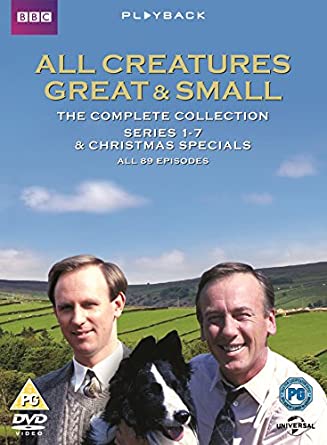 BBC
PLAYBACK
ALL CREATURES
GREAT & SMALL
THE COMPLETE COLLECTION
SERIES 1-7
& CHRISTMAS SPECIALS
ALL 89 EPISODES
PG
DVD
VIDEO
PG
UNIVERSAL